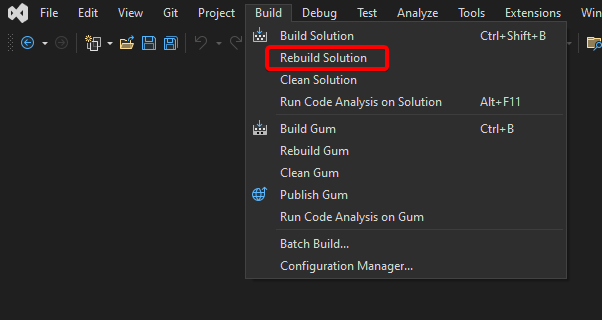 File Edit View Git Project Build Debug Test Analyze Tools Extensions Win
Build Solution Ctrl+Shift+B
Rebuild Solution
Clean Solution
Run Code Analysis on Solution Alt+F11
Build Gum Ctrl+B
Rebuild Gum
Clean Gum
Publish Gum
Run Code Analysis on Gum
Batch Build...
Configuration Manager...